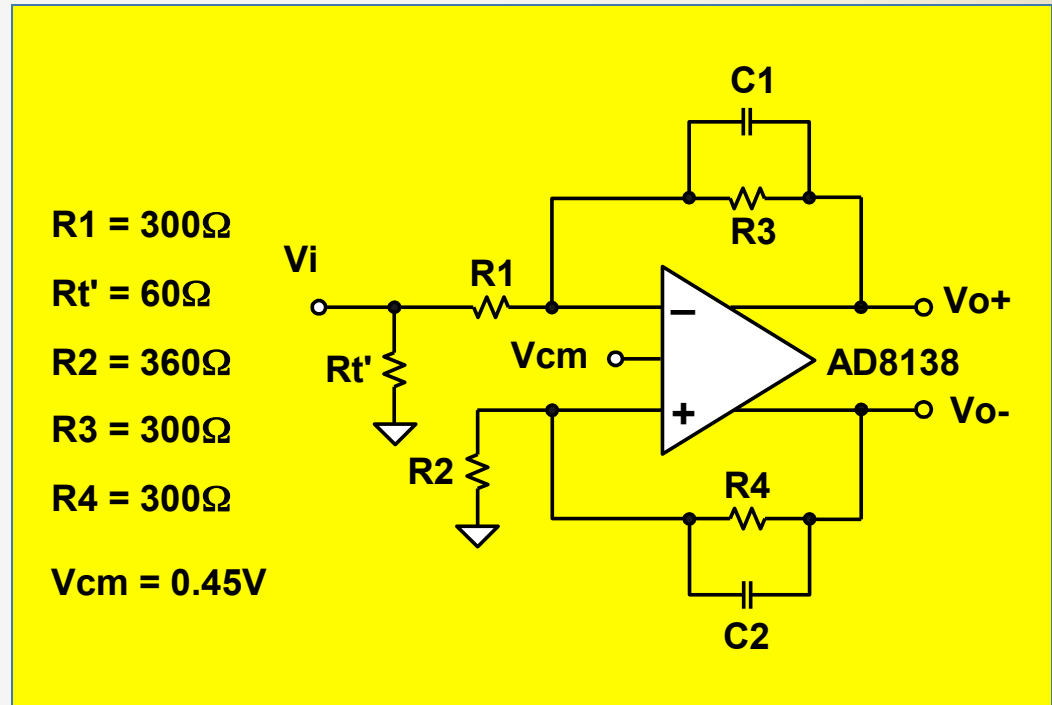 C1
R3
R1 = 300Ω
Rt' = 60Ω
R2 = 360Ω
R3 = 300Ω
R4 = 300Ω
Vcm = 0.45V
Vi
R1
Rt'
Vcm
−
+
AD8138
Vo+
Vo-
R2
R4
C2